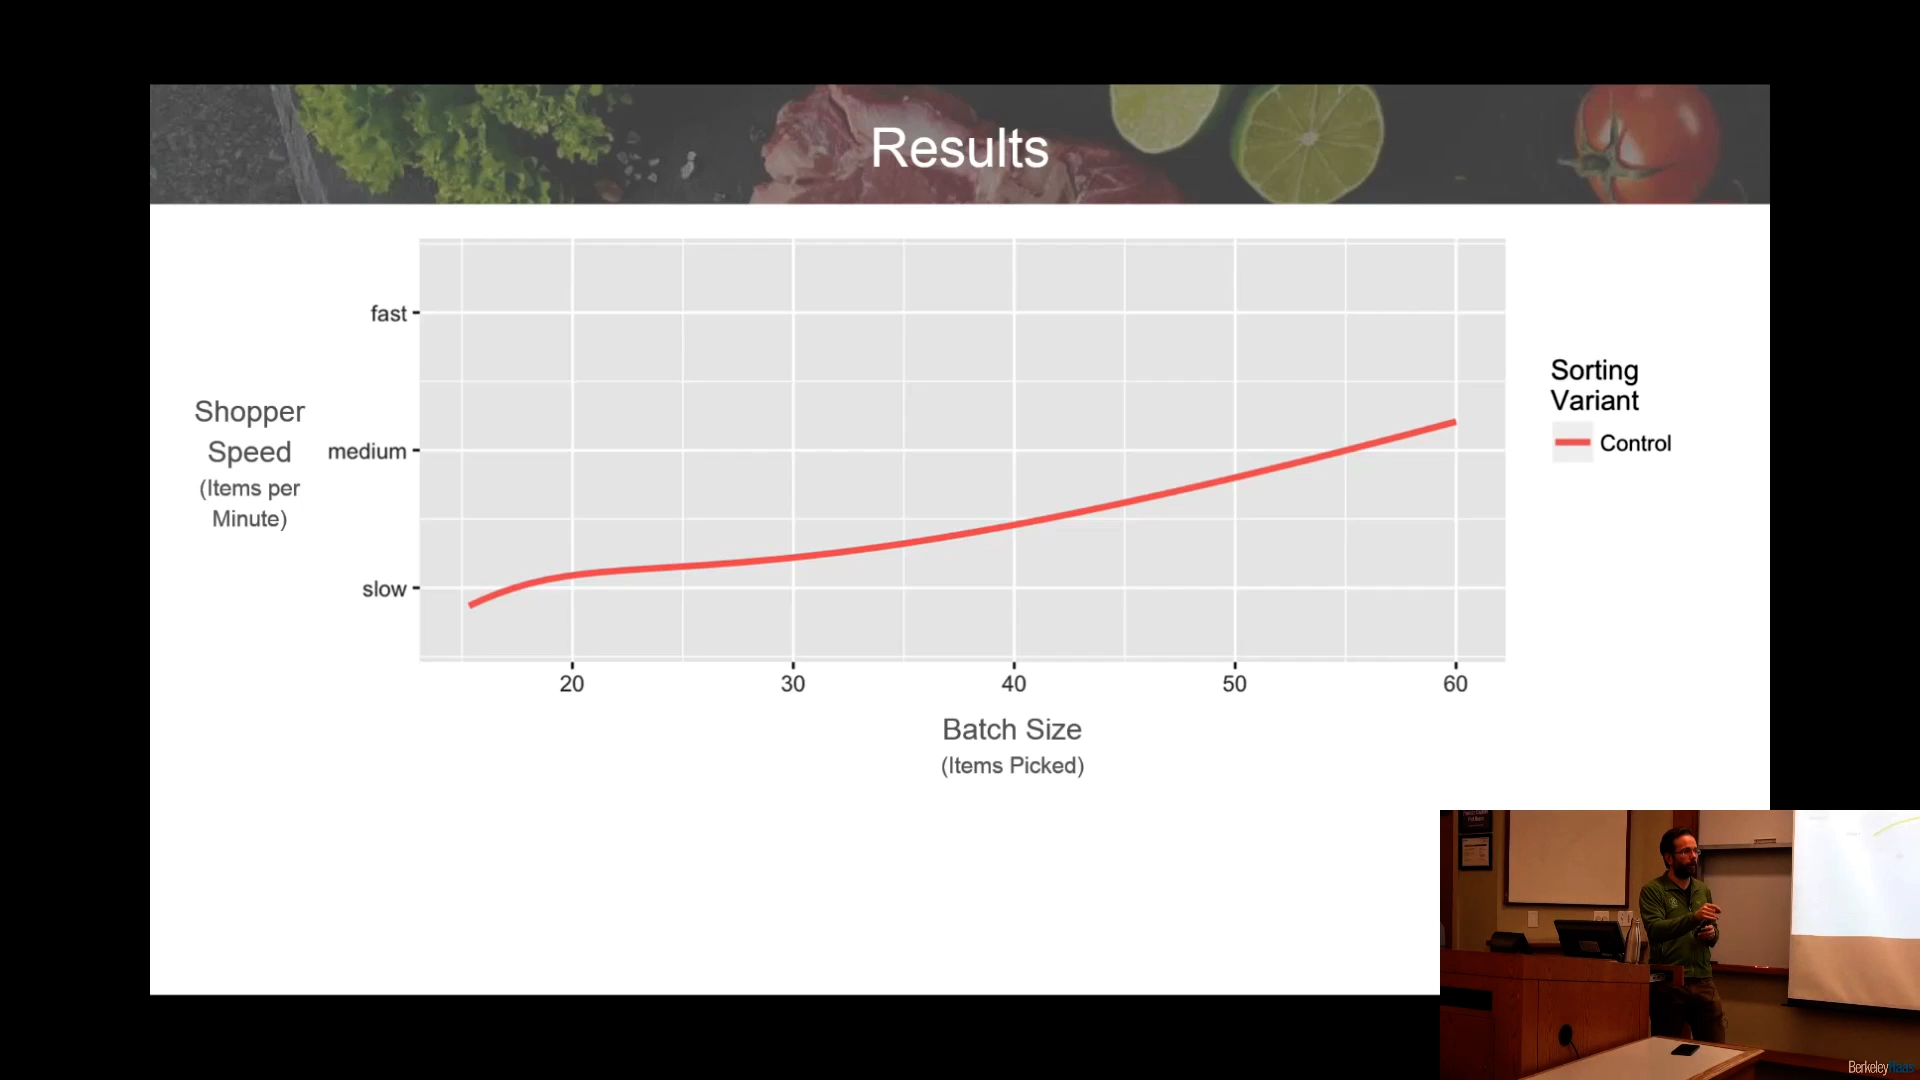 Results
fast
medium
slow
Shopper
Speed
(Items per
Minute)
20
30
40
50
60
Batch Size
(Items Picked)
Sorting
Variant
Control
BerkeleyHaas